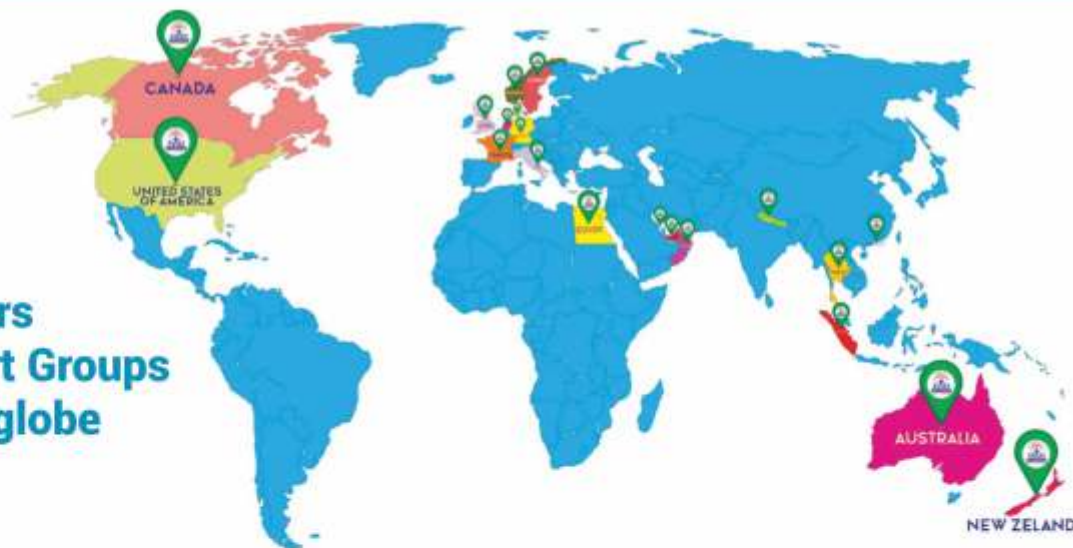 CANADA
UNITED STATES
OF AMERICA
EGYPT
rs
t Groups
globe
AUSTRALIA
NEW ZELAND